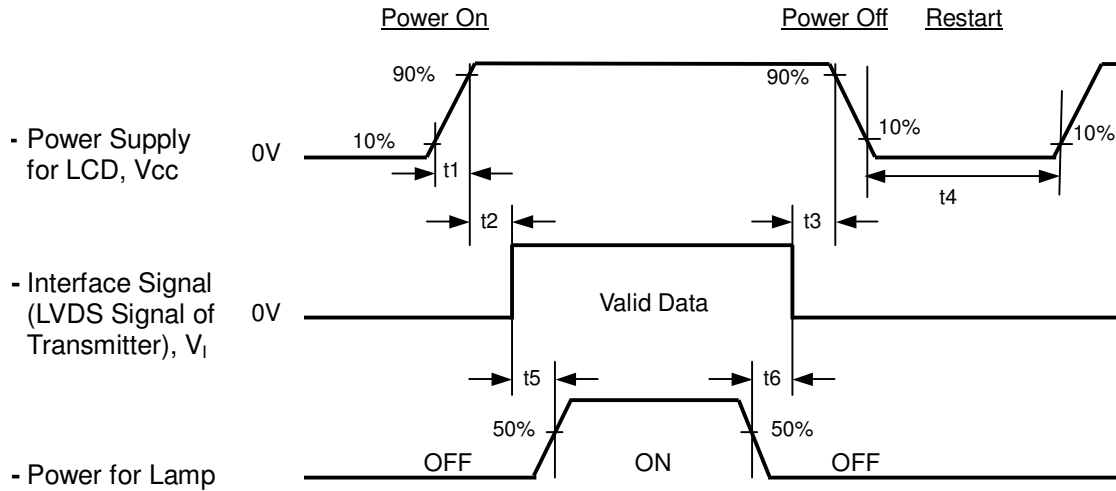 Power On
Power Off
Restart
90%
90%
- Power Supply
for LCD, Vcc
0V
10%
10%
10%
t1
t4
t2
t3
- Interface Signal
(LVDS Signal of
Transmitter), VI
0V
Valid Data
t5
t6
50%
50%
- Power for Lamp
OFF
ON
OFF